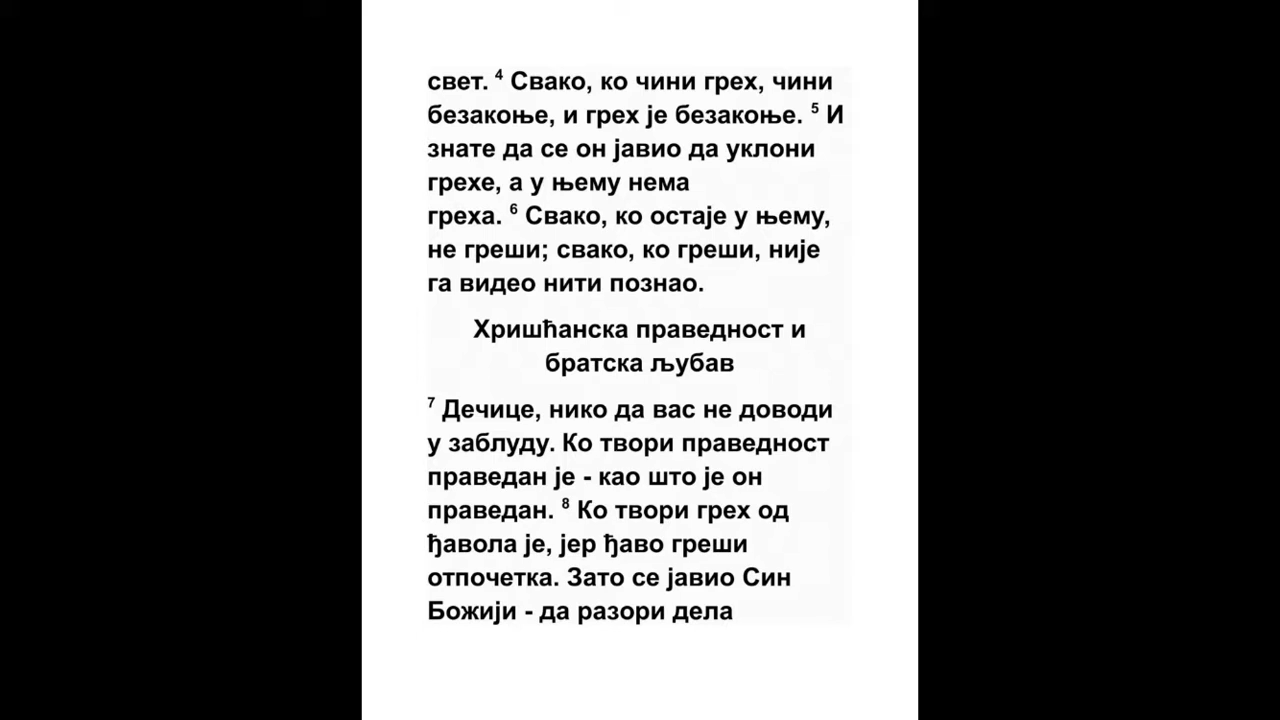 свет. ⁴ Свако, ко чини грех, чини
безакоње, и грех је безакоње. ⁵ И
знате да се он јавио да уклони
грехе, а у њему нема
греха. ⁶ Свако, ко остаје у њему,
не греши; свако, ко греши, није
га видео нити познао.
Хришћанска праведност и
братска љубав
⁷ Дечице, нико да вас не доводи
у заблуду. Ко твори праведност
праведан је - као што је он
праведан. ⁸ Ко твори грех од
ђавола је, јер ђаво греши
отпочетка. Зато се јавио Син
Божији - да разори дела